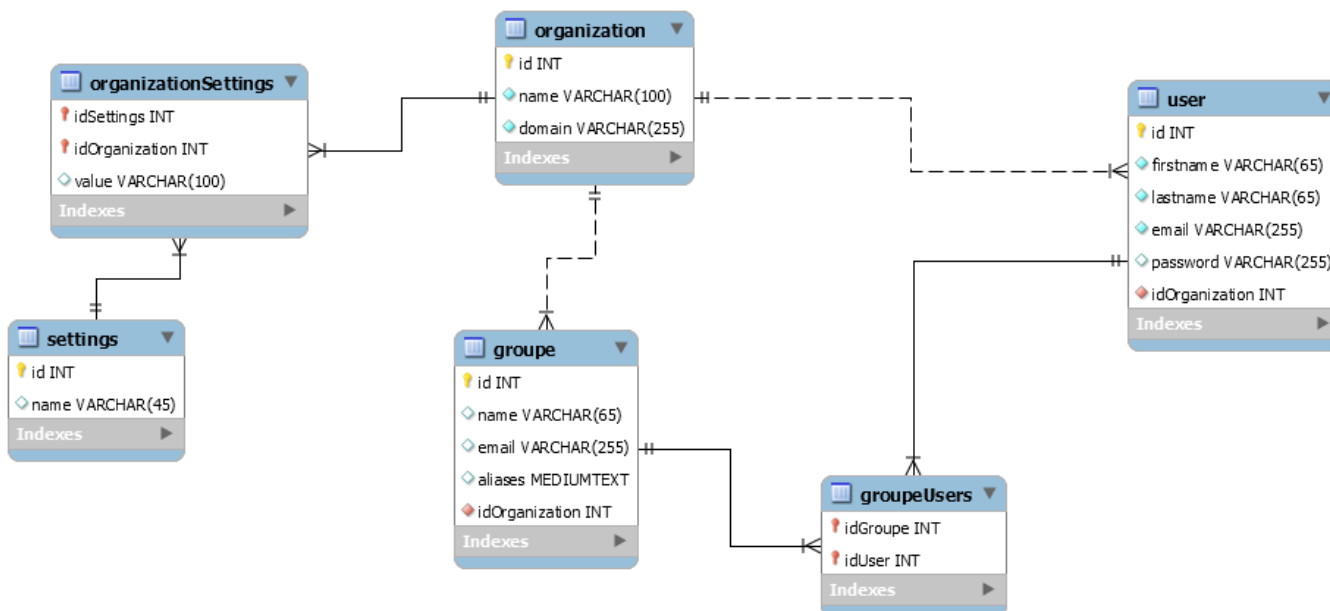 organization
id INT
name VARCHAR(100)
domain VARCHAR(255)
Indexes
organizationSettings
idSettings INT
idOrganization INT
value VARCHAR(100)
Indexes
user
id INT
firstname VARCHAR(65)
lastname VARCHAR(65)
email VARCHAR(255)
password VARCHAR(255)
idOrganization INT
Indexes
settings
id INT
name VARCHAR(45)
Indexes
groupe
id INT
name VARCHAR(65)
email VARCHAR(255)
aliases MEDIUMTEXT
idOrganization INT
Indexes
groupeUsers
idGroupe INT
idUser INT
Indexes